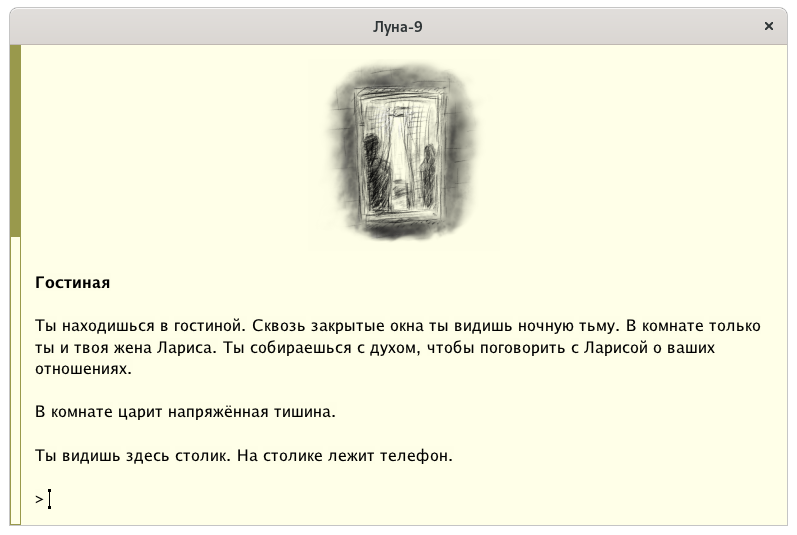 Луна-9
Гостиная
Ты находишься в гостиной. Сквозь закрытые окна ты видишь ночную тьму. В комнате только
ты и твоя жена Лариса. Ты собираешься с духом, чтобы поговорить с Ларисой о ваших
отношениях.
В комнате царит напряжённая тишина.
Ты видишь здесь столик. На столике лежит телефон.
>